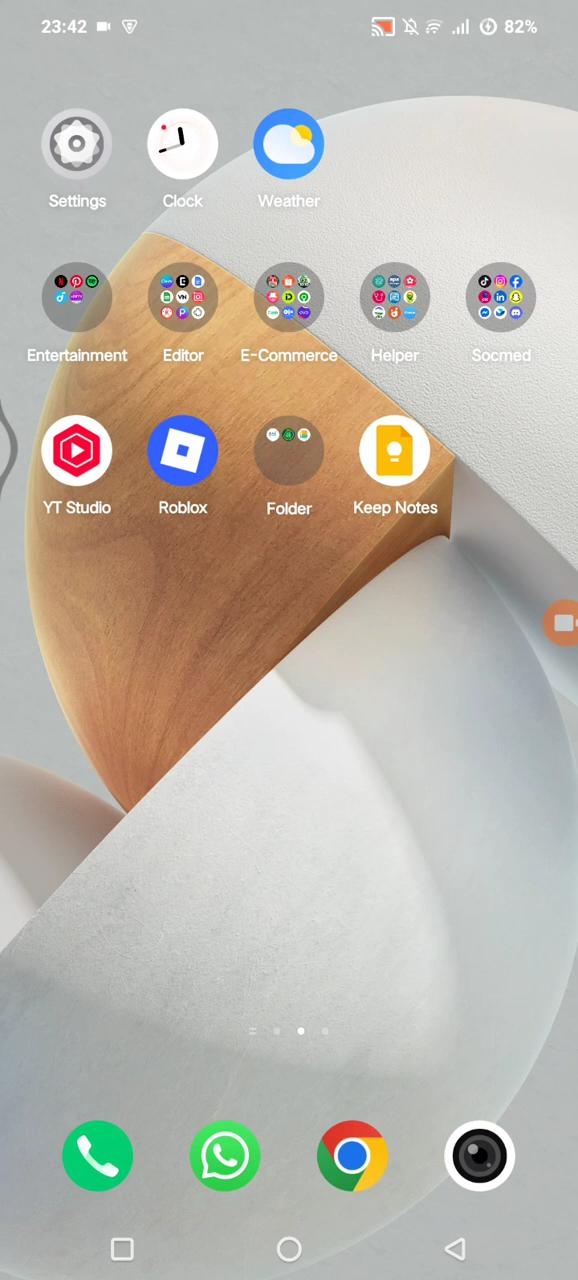 23:42 82%
Settings Clock Weather
Entertainment Editor E-Commerce Helper Socmed
YT Studio Roblox Folder Keep Notes